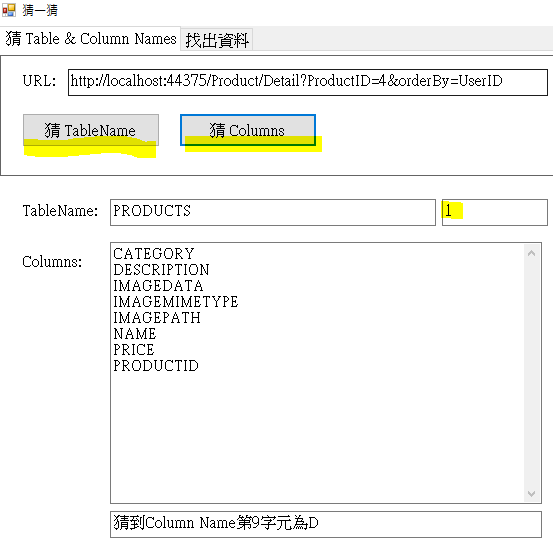 猜一猜
猜 Table & Column Names 找出資料
URL: http://localhost:44375/Product/Detail?ProductID=4&orderBy=UserID
猜 TableName 猜 Columns
TableName: PRODUCTS 1
Columns:
CATEGORY
DESCRIPTION
IMAGEDATA
IMAGEMIMETYPE
IMAGEPATH
NAME
PRICE
PRODUCTID
猜到Column Name第9字元為D